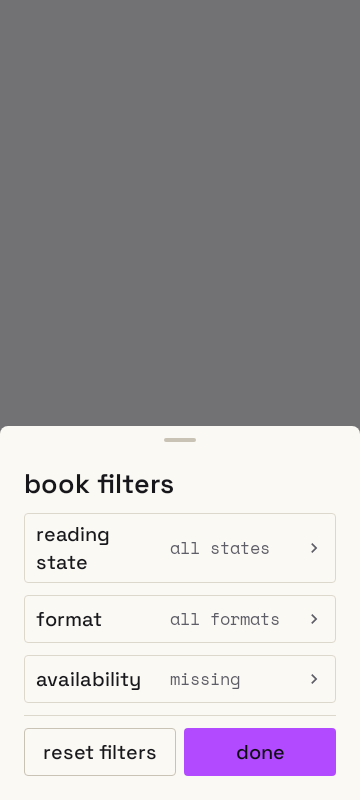 book filters
reading
state
all states
format
all formats
availability
missing
reset filters
done